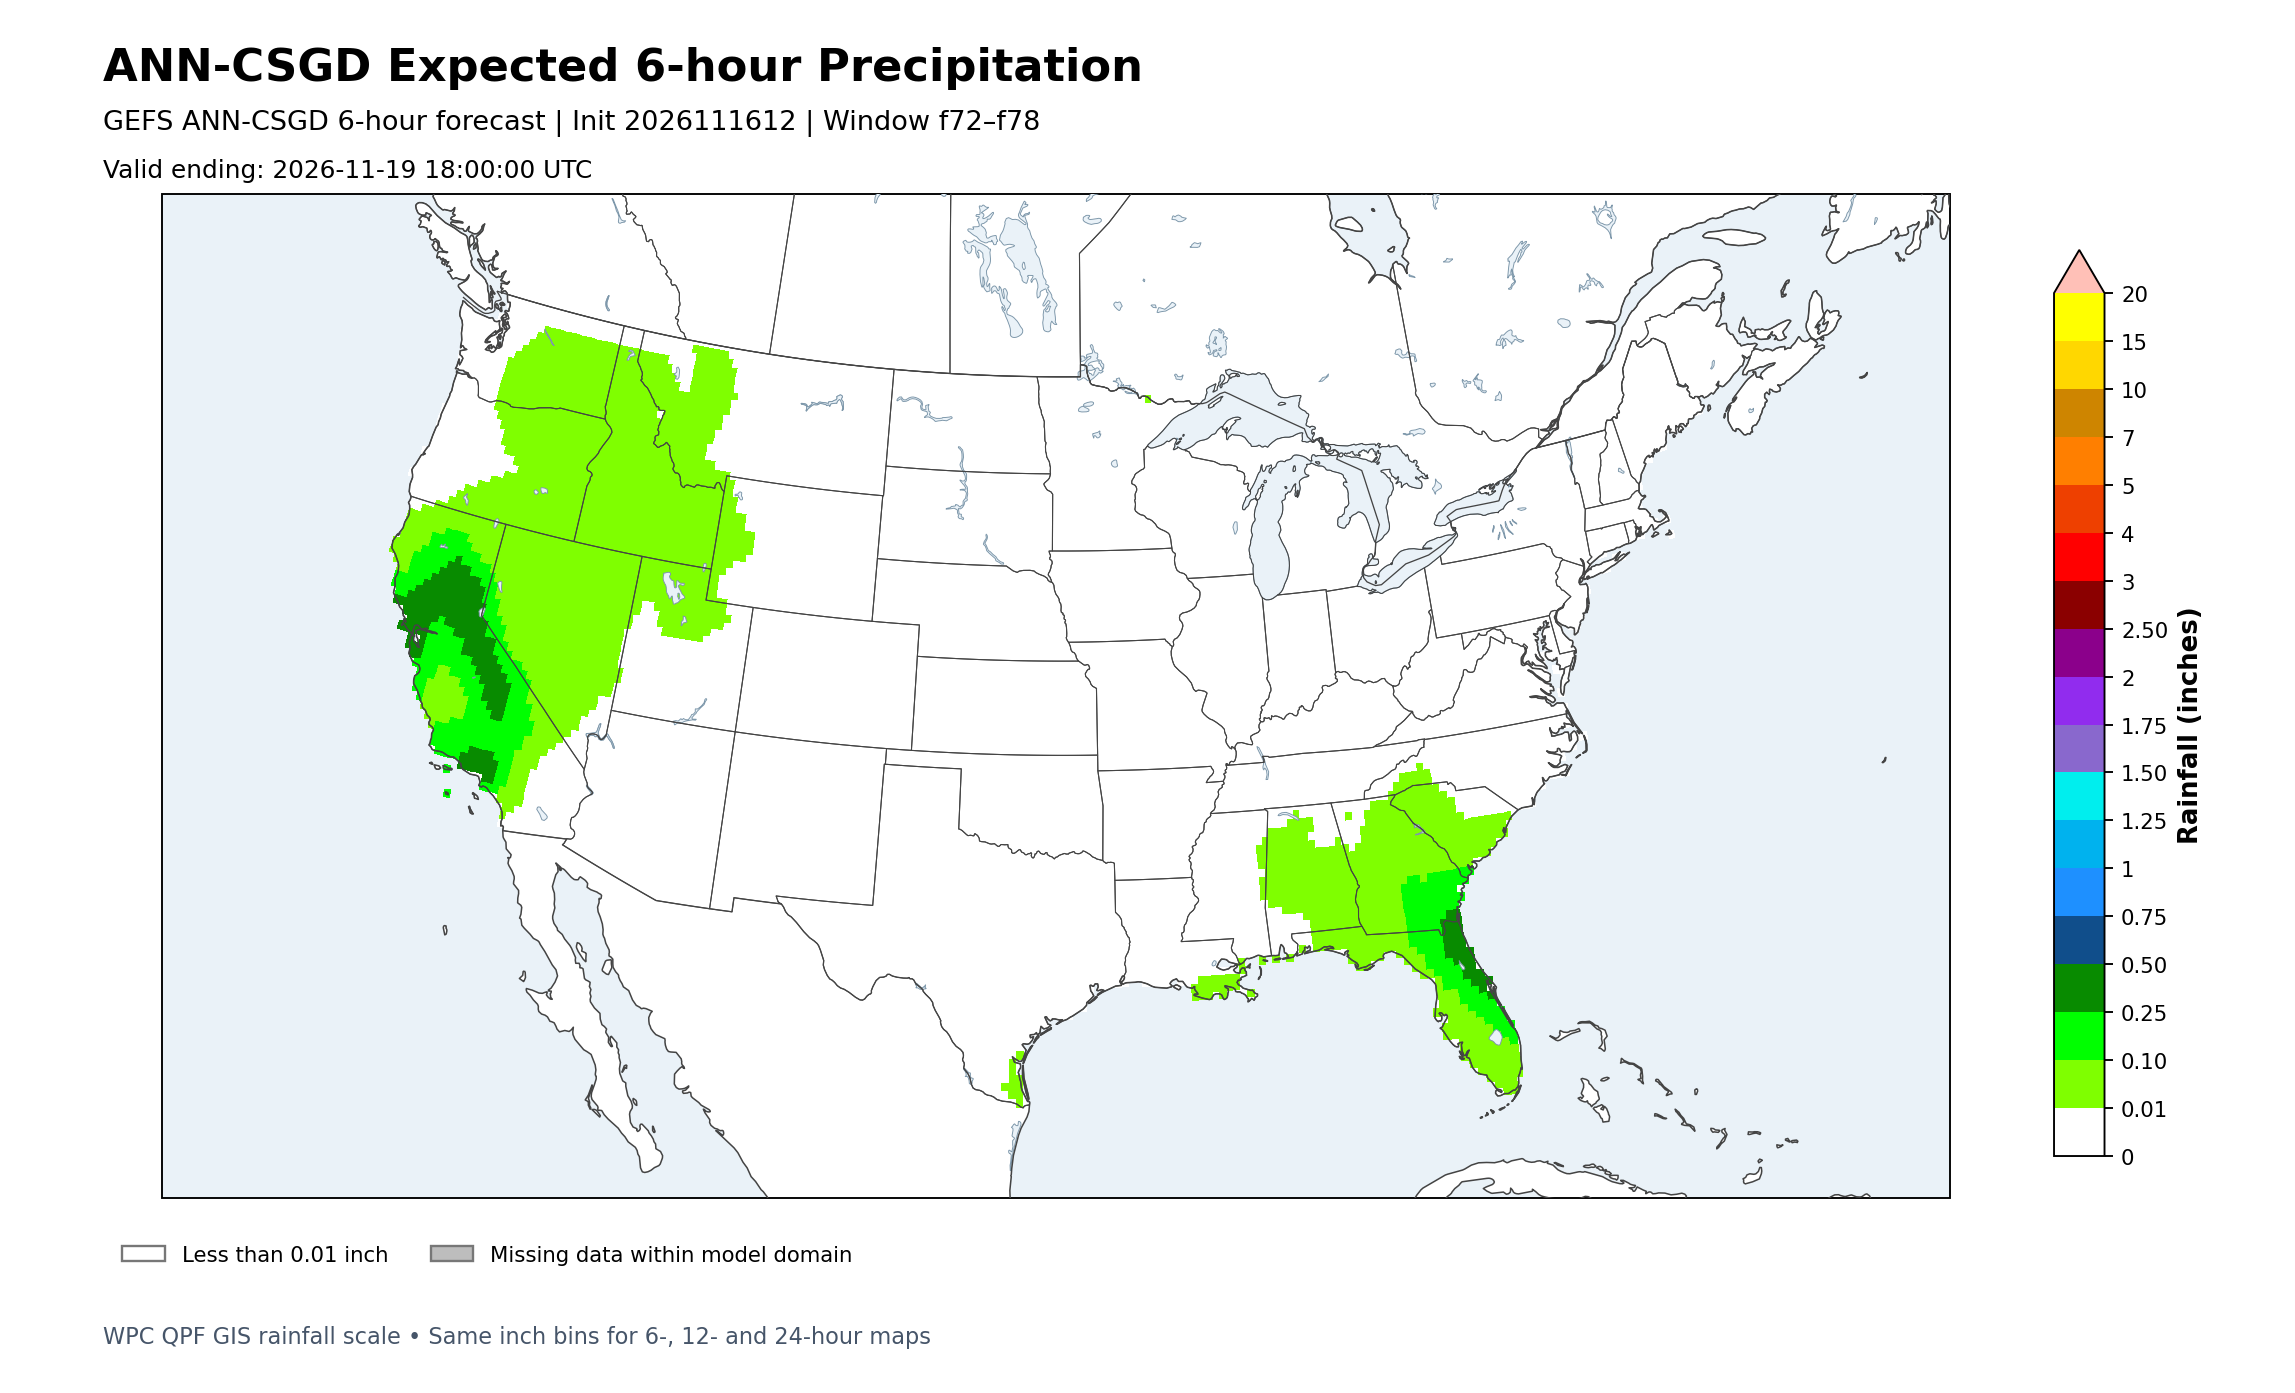 ANN-CSGD Expected 6-hour Precipitation
GEFS ANN-CSGD 6-hour forecast | Init 2026111612 | Window f72–f78
Valid ending: 2026-11-19 18:00:00 UTC
20
15
10
7
5
4
3
2.50
2
1.75
1.50
1.25
1
0.75
0.50
0.25
0.10
0.01
0
Rainfall (inches)
Less than 0.01 inch
Missing data within model domain
WPC QPF GIS rainfall scale • Same inch bins for 6-, 12- and 24-hour maps